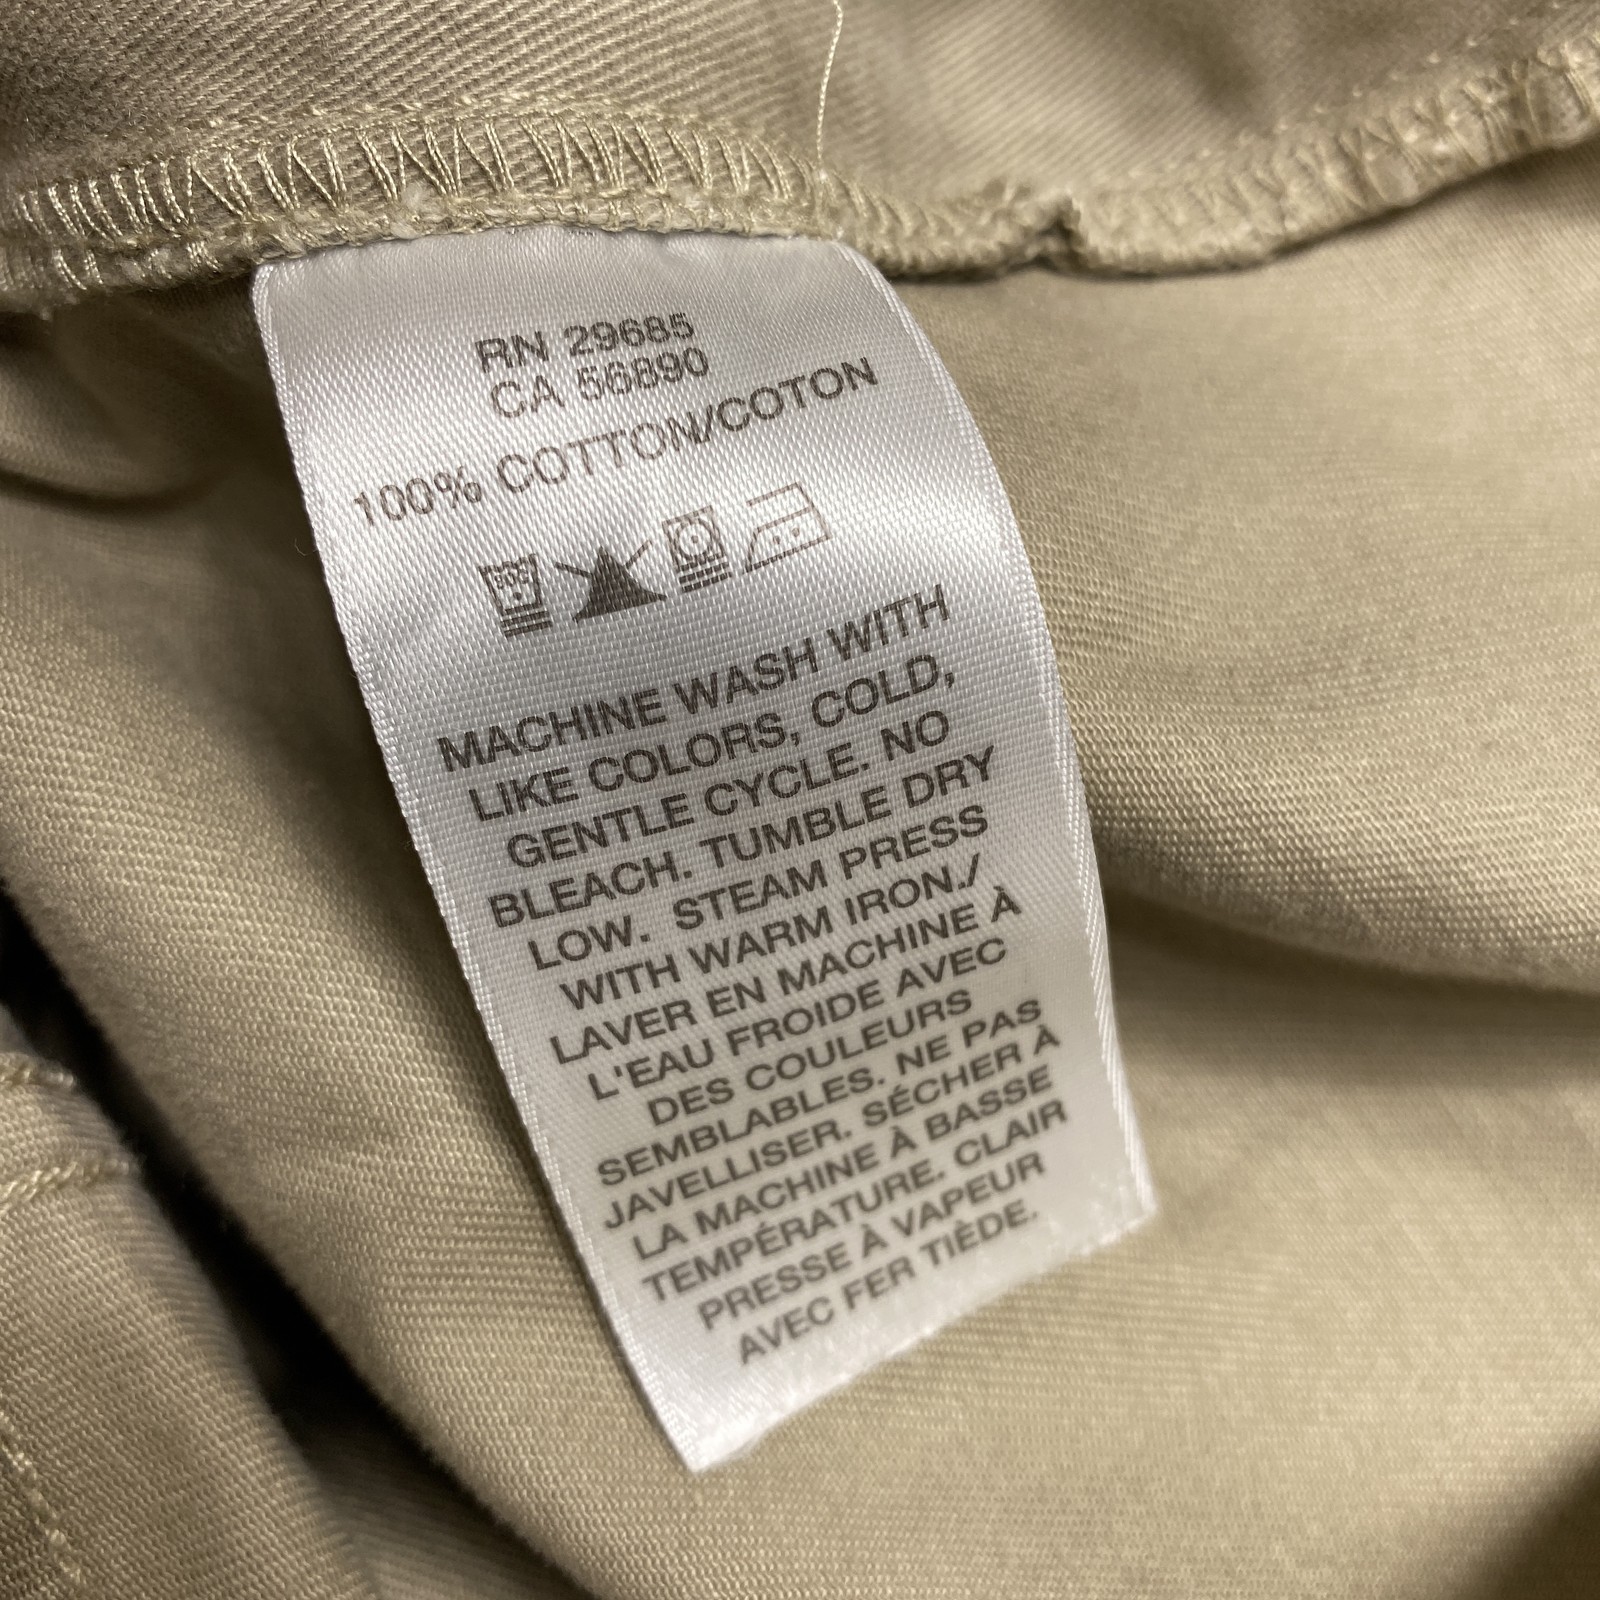 RN 29685
CA 56890
100% COTTON/COTON
MACHINE WASH WITH
LIKE COLORS, COLD,
GENTLE CYCLE. NO
BLEACH. TUMBLE DRY
LOW. STEAM PRESS
WITH WARM IRON./
LAVER EN MACHINE À
L'EAU FROIDE AVEC
DES COULEURS
SEMBLABLES. NE PAS
JAVELLISER. SÉCHER À
LA MACHINE À BASSE
TEMPÉRATURE. CLAIR
PRESSE À VAPEUR
AVEC FER TIÈDE.